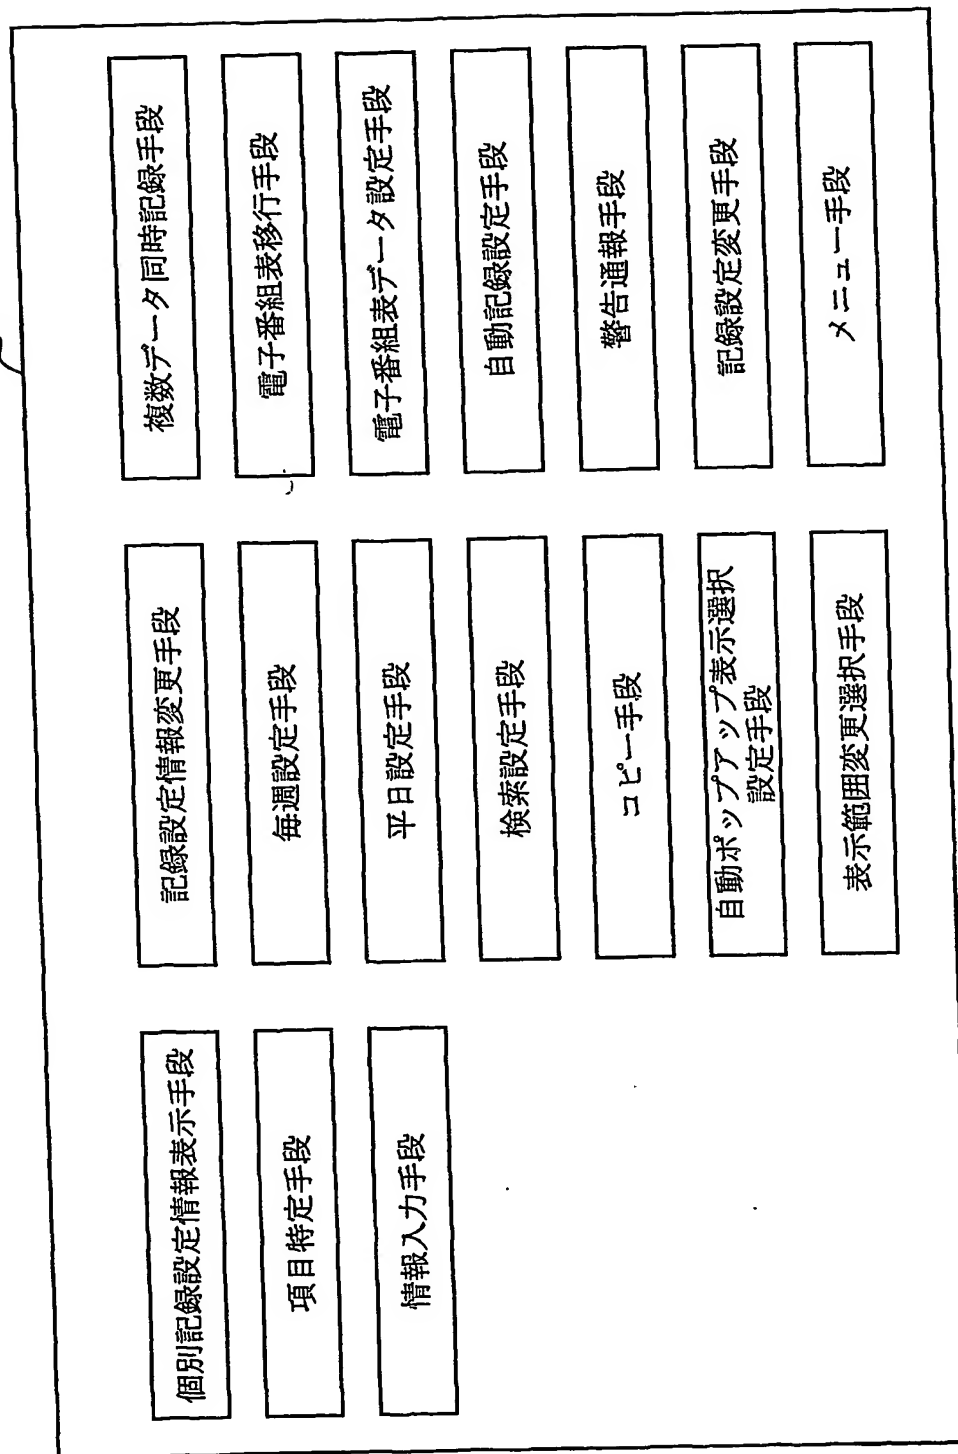 個別記録設定情報表示手段
項目特定手段
情報入力手段
記録設定情報変更手段
毎週設定手段
平日設定手段
検索設定手段
コピー手段
自動ポップアップ表示選択
設定手段
表示範囲変更選択手段
複数データ同時記録手段
電子番組表移行手段
電子番組表データ設定手段
自動記録設定手段
警告通報手段
記録設定変更手段
メニュー手段